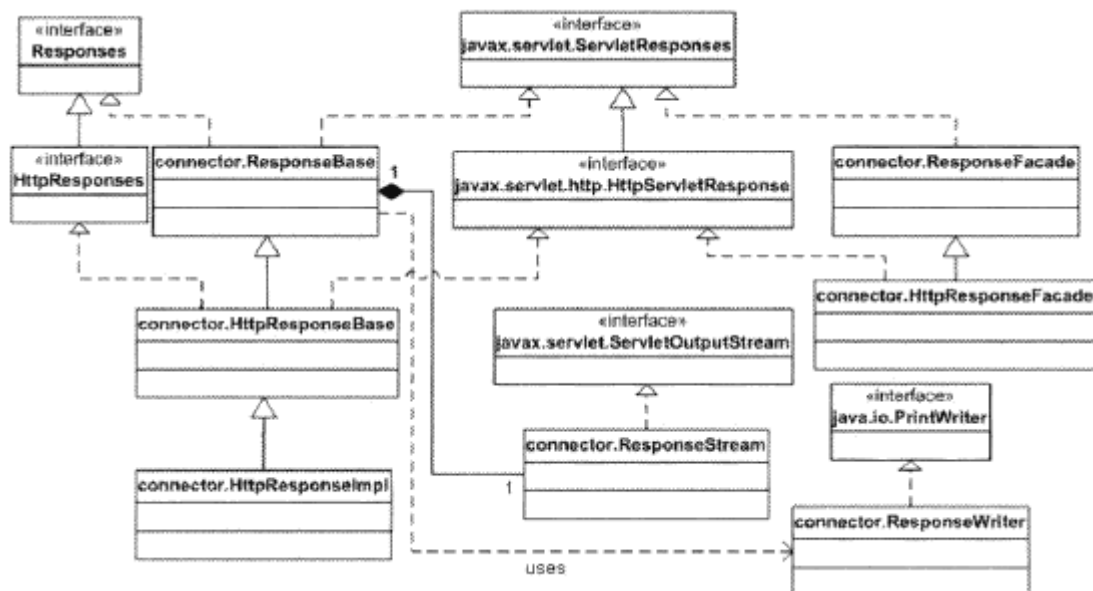 «interface»
Responses
«interface»
javax.servlet.ServletResponses
«interface»
HttpResponses
connector.ResponseBase
1
«interface»
javax.servlet.http.HttpServletResponse
connector.ResponseFacade
connector.HttpResponseBase
«interface»
javax.servlet.ServletOutputStream
connector.HttpResponseFacade
«interface»
java.io.PrintWriter
connector.ResponseStream
connector.HttpResponseImpl
1
connector.ResponseWriter
uses